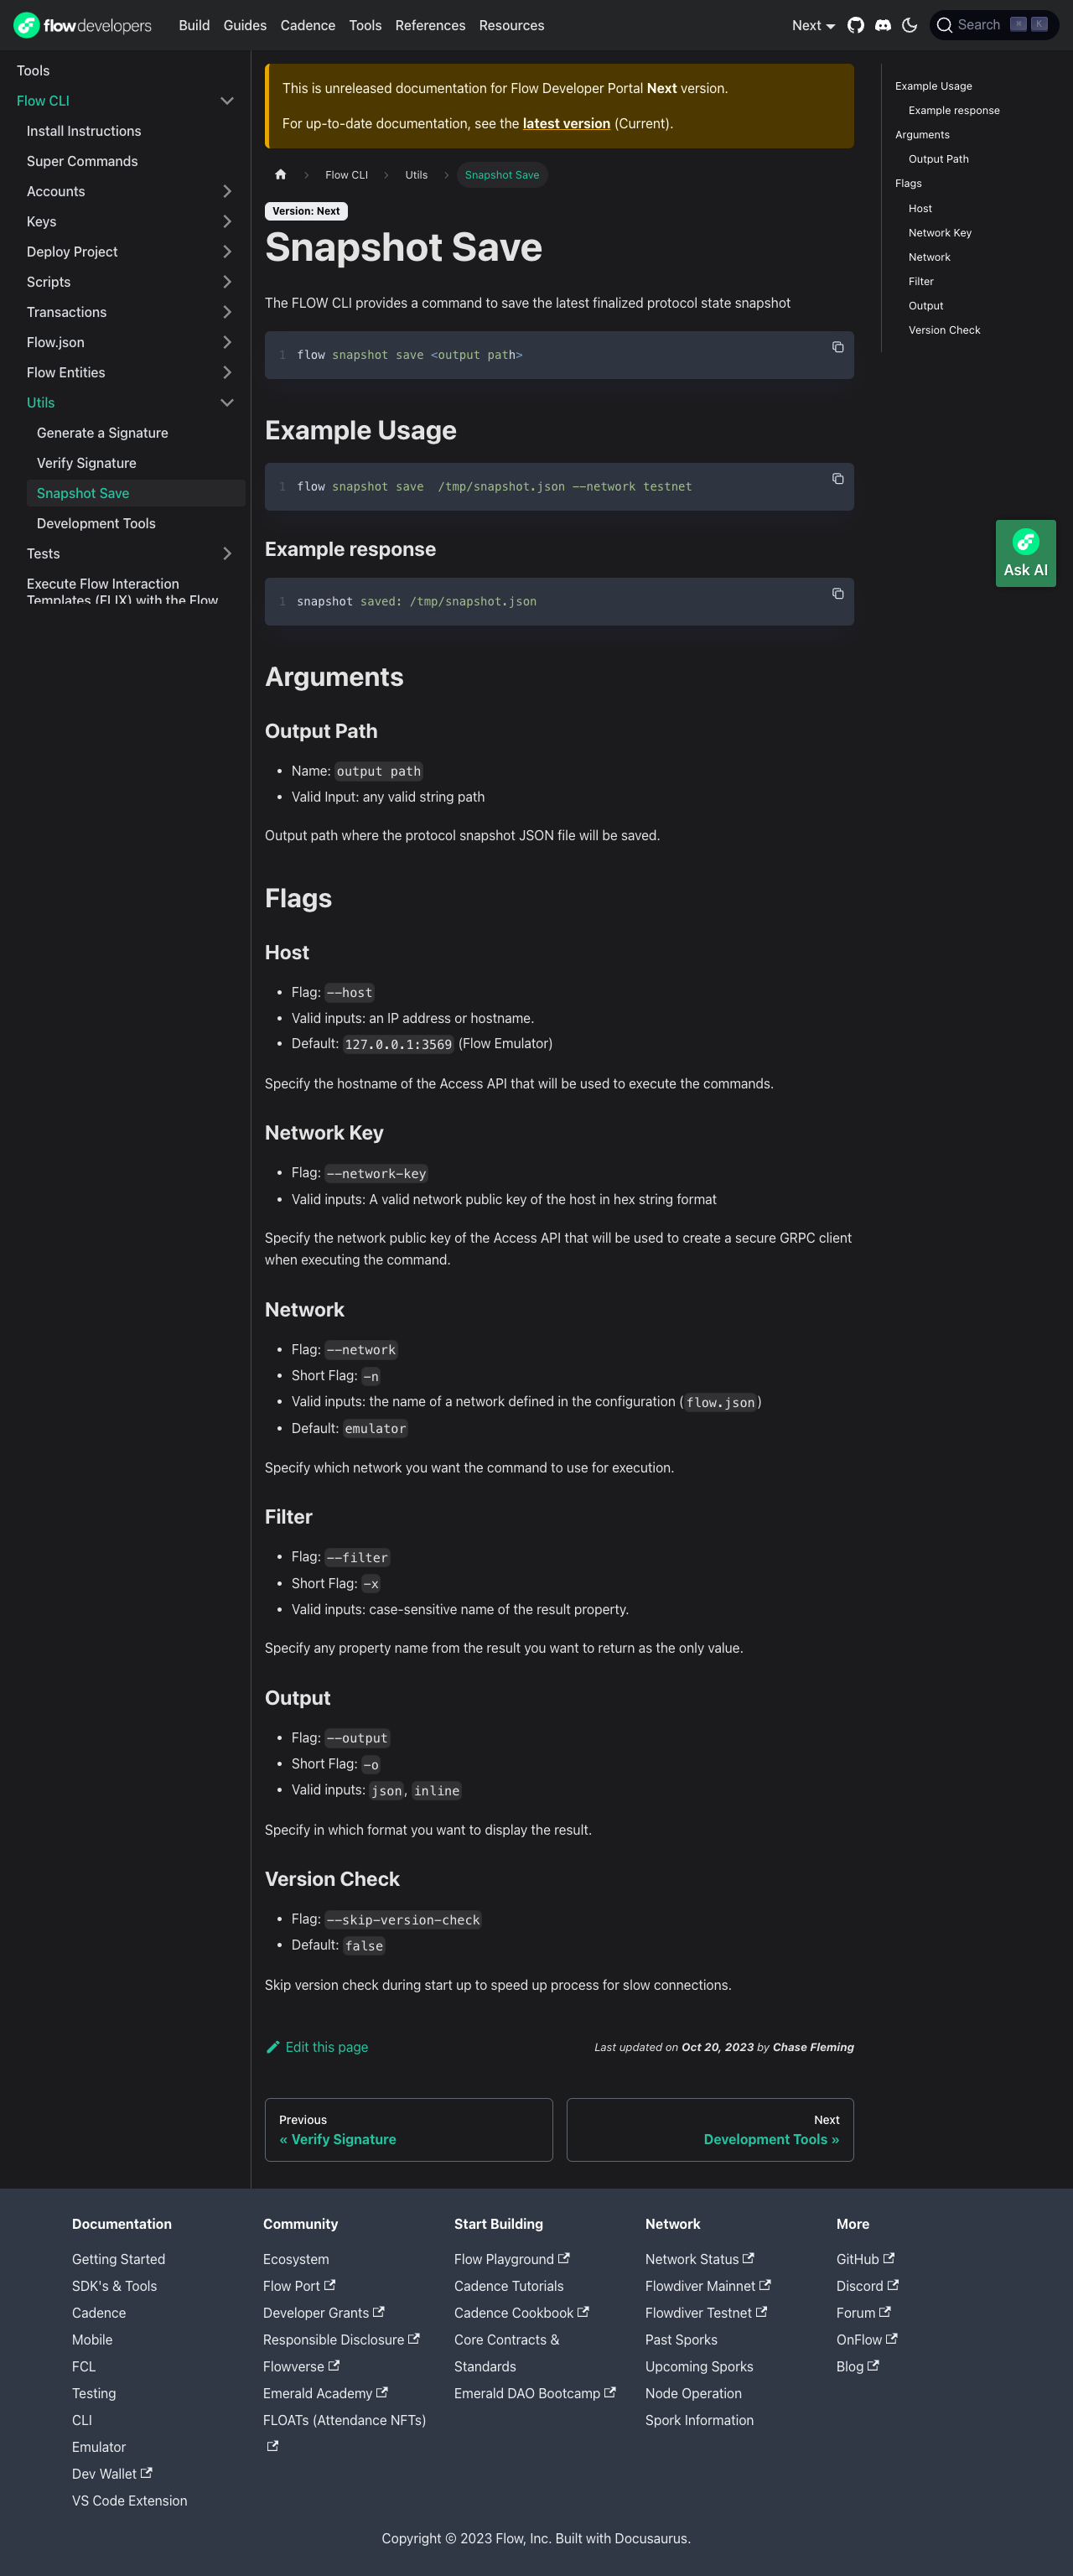 flowdevelopers
Build Guides Cadence Tools References Resources
Next
Search ⌘ K
Tools
Flow CLI
Install Instructions
Super Commands
Accounts
Keys
Deploy Project
Scripts
Transactions
Flow.json
Flow Entities
Utils
Generate a Signature
Verify Signature
Snapshot Save
Development Tools
Tests
Execute Flow Interaction
Templates (FLIX) with the Flow
This is unreleased documentation for Flow Developer Portal Next version.
For up-to-date documentation, see the latest version (Current).
Flow CLI
Utils
Snapshot Save
Version: Next
Snapshot Save
The FLOW CLI provides a command to save the latest finalized protocol state snapshot
1 flow snapshot save <output path>
Example Usage
1 flow snapshot save  /tmp/snapshot.json --network testnet
Example response
1 snapshot saved: /tmp/snapshot.json
Arguments
Output Path
• Name: output path
• Valid Input: any valid string path
Output path where the protocol snapshot JSON file will be saved.
Flags
Host
• Flag: --host
• Valid inputs: an IP address or hostname.
• Default: 127.0.0.1:3569 (Flow Emulator)
Specify the hostname of the Access API that will be used to execute the commands.
Network Key
• Flag: --network-key
• Valid inputs: A valid network public key of the host in hex string format
Specify the network public key of the Access API that will be used to create a secure GRPC client
when executing the command.
Network
• Flag: --network
• Short Flag: -n
• Valid inputs: the name of a network defined in the configuration (flow.json)
• Default: emulator
Specify which network you want the command to use for execution.
Filter
• Flag: --filter
• Short Flag: -x
• Valid inputs: case-sensitive name of the result property.
Specify any property name from the result you want to return as the only value.
Output
• Flag: --output
• Short Flag: -o
• Valid inputs: json, inline
Specify in which format you want to display the result.
Version Check
• Flag: --skip-version-check
• Default: false
Skip version check during start up to speed up process for slow connections.
Edit this page
Last updated on Oct 20, 2023 by Chase Fleming
Previous
« Verify Signature
Next
Development Tools »
Example Usage
Example response
Arguments
Output Path
Flags
Host
Network Key
Network
Filter
Output
Version Check
Ask AI
Documentation
Getting Started
SDK's & Tools
Cadence
Mobile
FCL
Testing
CLI
Emulator
Dev Wallet
VS Code Extension
Community
Ecosystem
Flow Port
Developer Grants
Responsible Disclosure
Flowverse
Emerald Academy
FLOATs (Attendance NFTs)
Start Building
Flow Playground
Cadence Tutorials
Cadence Cookbook
Core Contracts &
Standards
Emerald DAO Bootcamp
Network
Network Status
Flowdiver Mainnet
Flowdiver Testnet
Past Sporks
Upcoming Sporks
Node Operation
Spork Information
More
GitHub
Discord
Forum
OnFlow
Blog
Copyright © 2023 Flow, Inc. Built with Docusaurus.